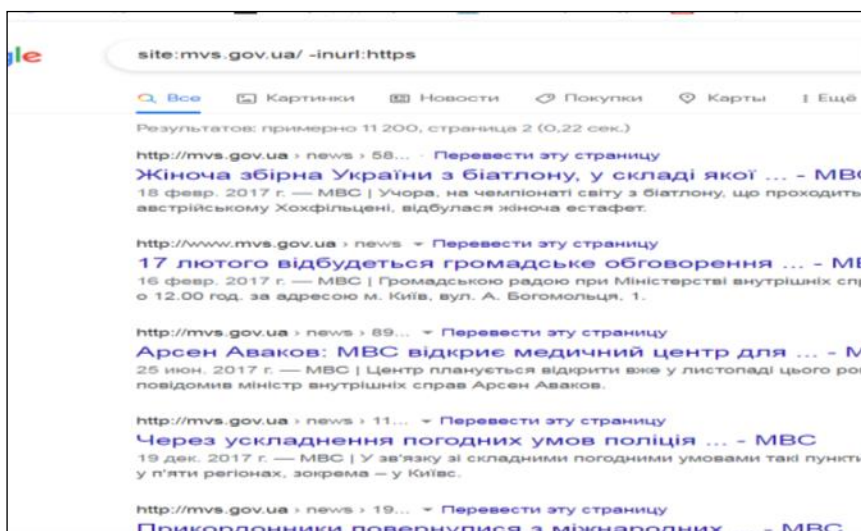 gle
site:mvs.gov.ua/ -inurl:https
Все Картинки Новости Покупки Карты Ещё
Результатов: примерно 11 200, страница 2 (0,22 сек.)
http://mvs.gov.ua › news › 58... · Перевести эту страницу
Жіноча збірна України з біатлону, у складі якої ... - МВС
18 февр. 2017 г. — МВС | Учора, на чемпіонаті світу з біатлону, що проходить
австрійському Хохфільцені, відбулася жіноча естафет.
http://www.mvs.gov.ua › news Перевести эту страницу
17 лютого відбудеться громадське обговорення ... - М
16 февр. 2017 г. — МВС | Громадською радою при Міністерстві внутрішніх спр
о 12.00 год. за адресою м. Київ, вул. А. Богомольця, 1.
http://mvs.gov.ua › news › 89... Перевести эту страницу
Арсен Аваков: МВС відкриє медичний центр для ... - М
25 июн. 2017 г. — МВС | Центр планується відкрити вже у листопаді цього ро
повідомив міністр внутрішніх справ Арсен Аваков.
http://mvs.gov.ua › news › 11... Перевести эту страницу
Через ускладнення погодних умов поліція ... - МВС
19 дек. 2017 г. — МВС | У зв'язку зі складними погодними умовами такі пункти
у п'яти регіонах, зокрема – у Київс.
http://mvs.gov.ua › news › 19... Перевести эту страницу
Прикордонники повернулися з міжнародних ... - МВС